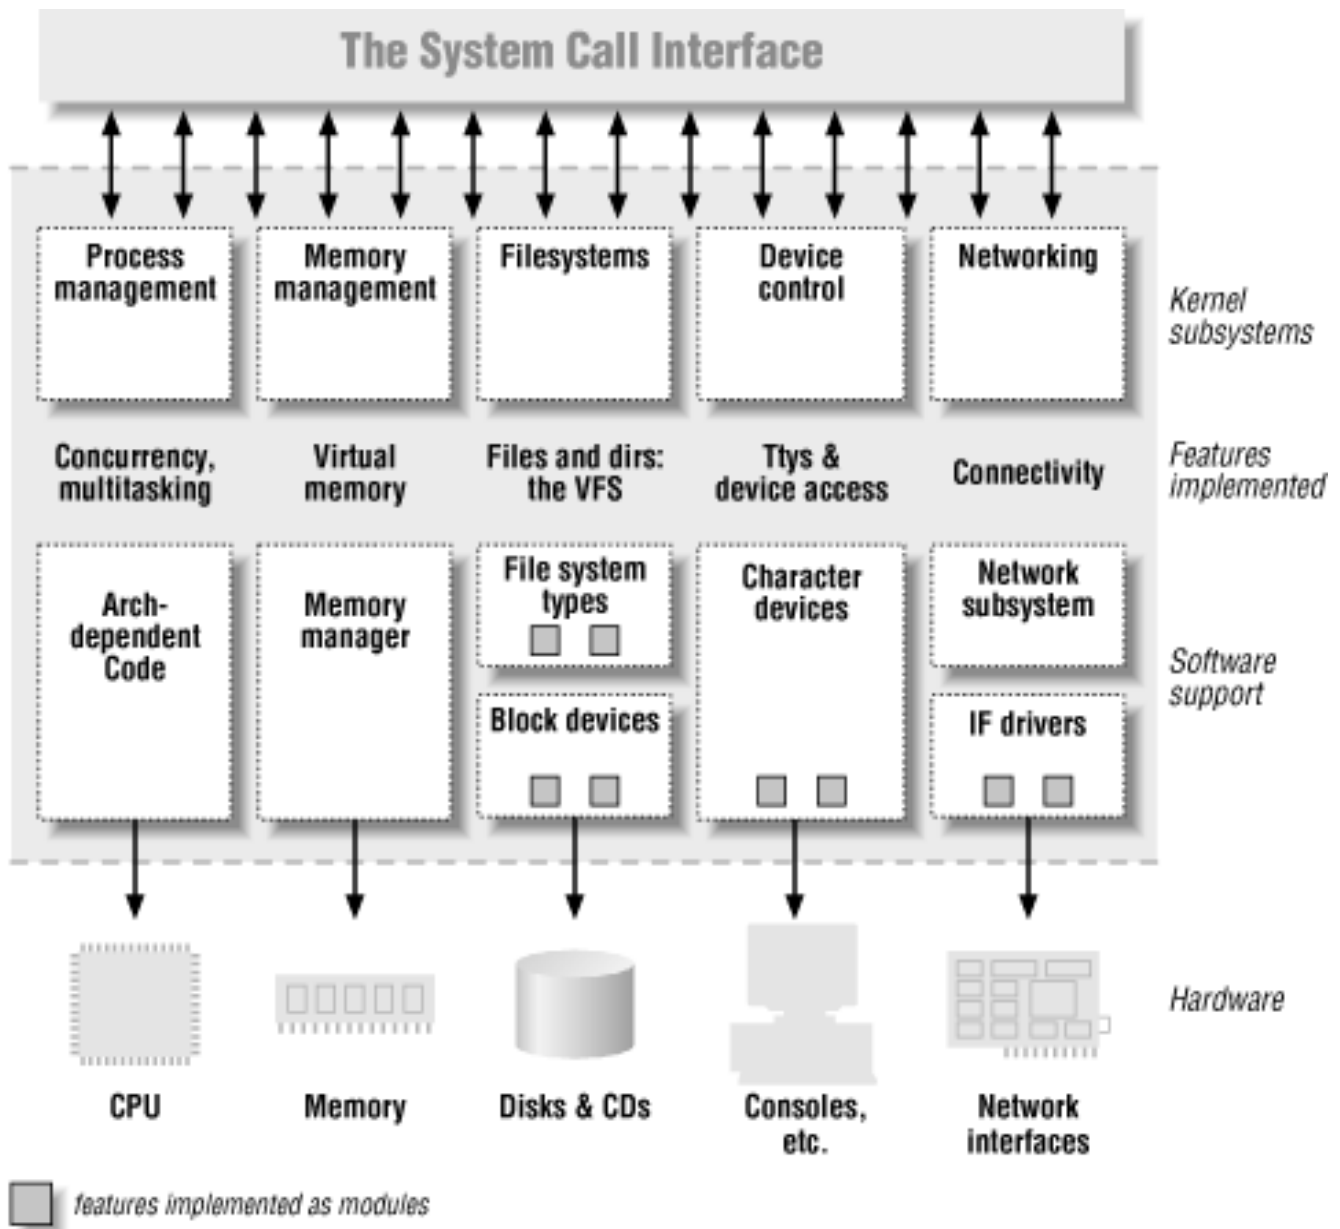 The System Call Interface
Process
management
Memory
management
Filesystems
Device
control
Networking
Kernel
subsystems
Concurrency,
multitasking
Virtual
memory
Files and dirs:
the VFS
Ttys &
device access
Connectivity
Features
implemented
Arch-
dependent
Code
Memory
manager
File system
types
Block devices
Character
devices
Network
subsystem
IF drivers
Software
support
CPU
Memory
Disks & CDs
Consoles,
etc.
Network
interfaces
Hardware
features implemented as modules